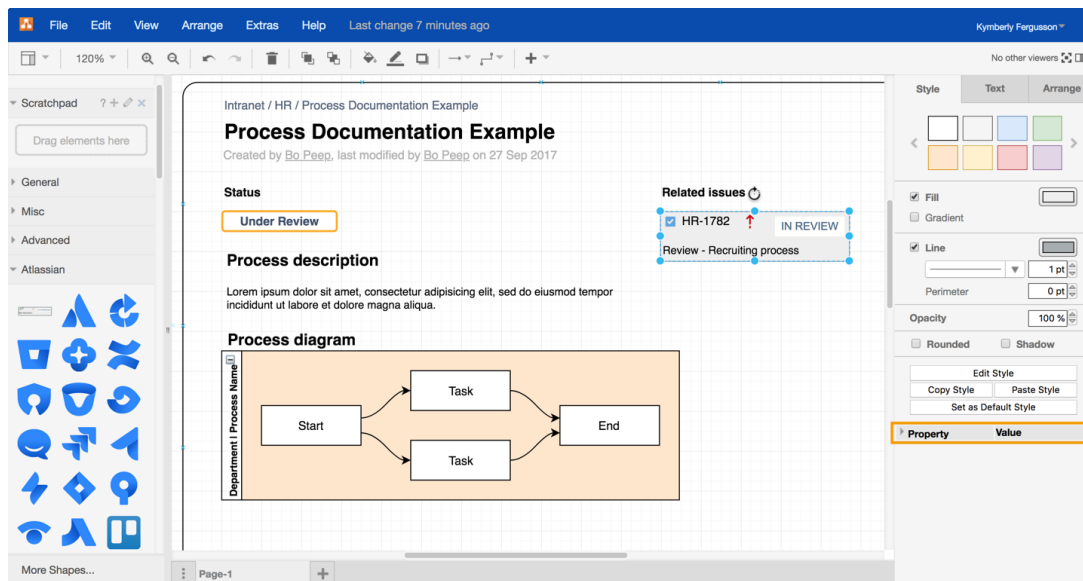 File Edit View Arrange Extras Help Last change 7 minutes ago Kymberly Fergusson
120% No other viewers
Scratchpad ?
Drag elements here
General
Misc
Advanced
Atlassian
More Shapes...
Intranet / HR / Process Documentation Example
Process Documentation Example
Created by Bo Peep, last modified by Bo Peep on 27 Sep 2017
Status
Under Review
Related issues
HR-1782 IN REVIEW
Review - Recruiting process
Process description
Lorem ipsum dolor sit amet, consectetur adipisicing elit, sed do eiusmod tempor
incididunt ut labore et dolore magna aliqua.
Process diagram
Department | Process Name
Start
Task
Task
End
Page-1
Style Text Arrange
Fill
Gradient
Line
1 pt
Perimeter 0 pt
Opacity 100 %
Rounded Shadow
Edit Style
Copy Style Paste Style
Set as Default Style
Property Value